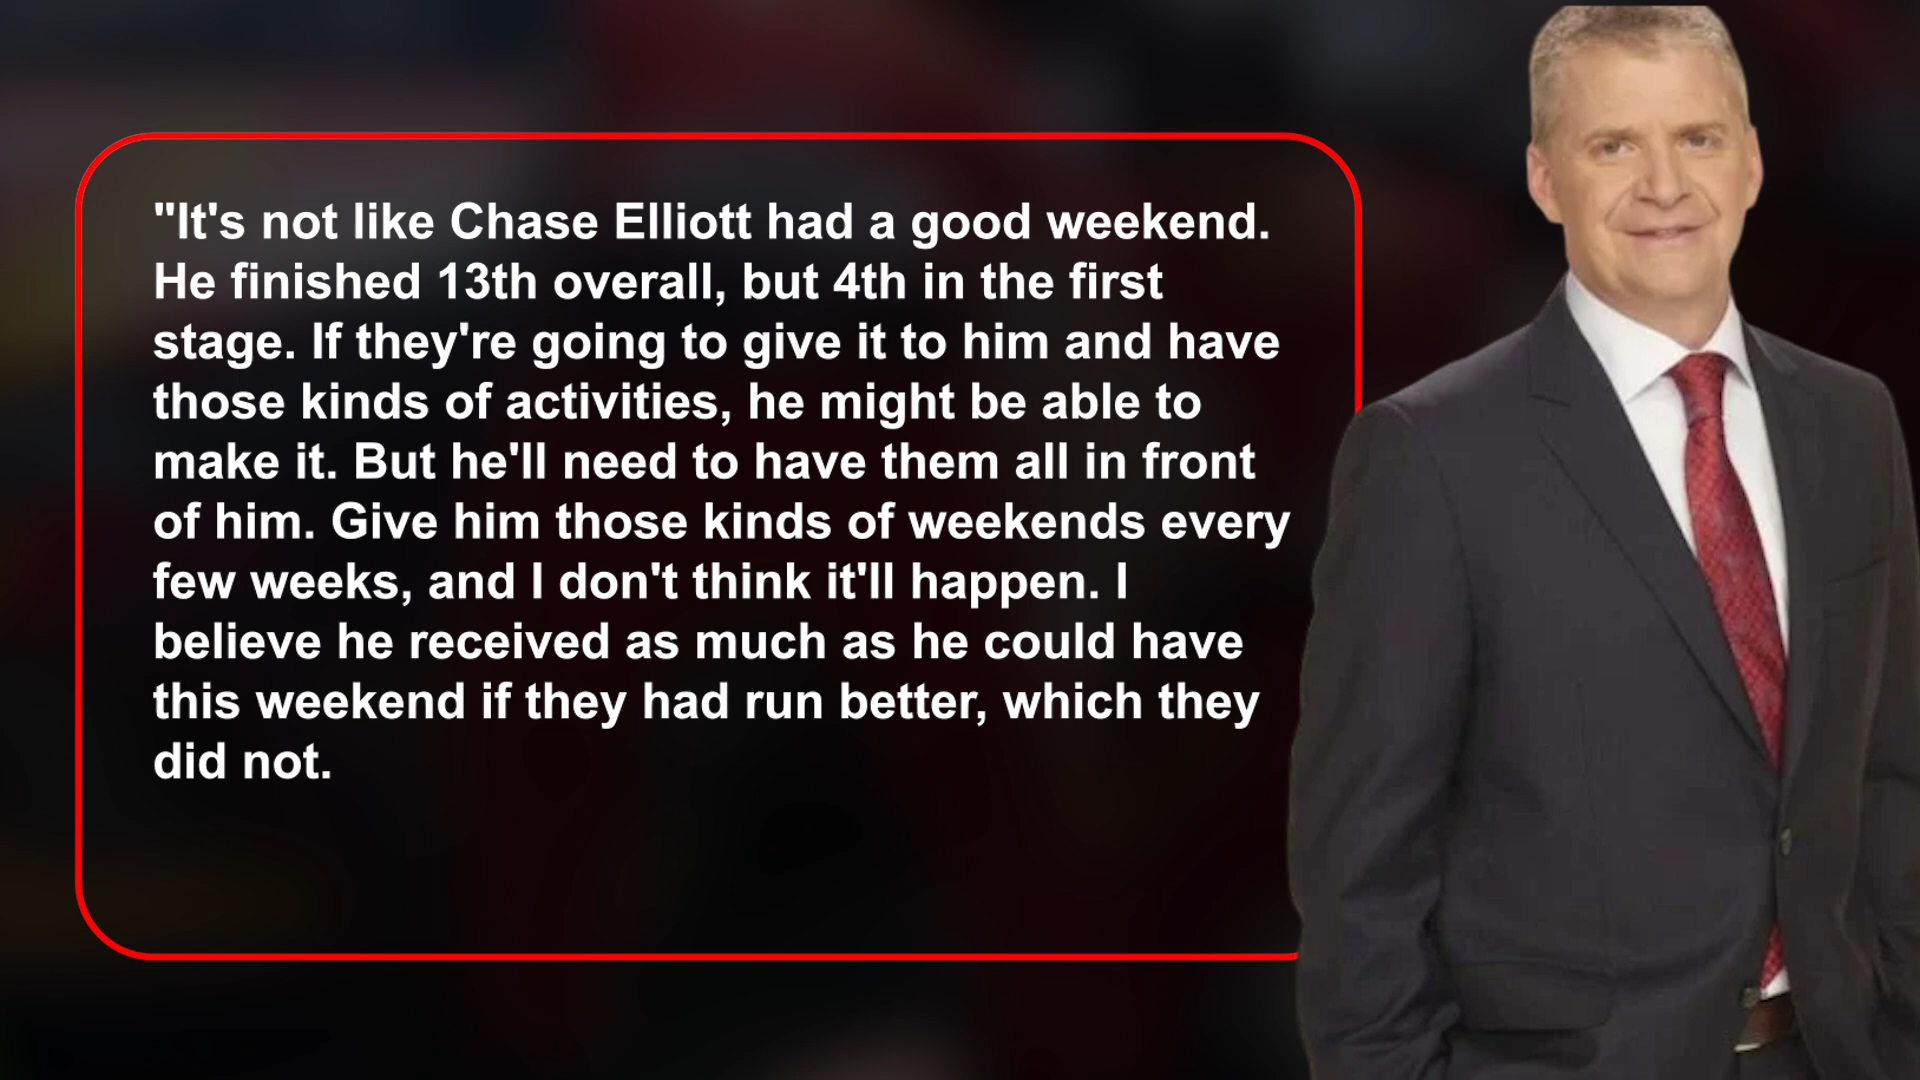 "It's not like Chase Elliott had a good weekend.
He finished 13th overall, but 4th in the first
stage. If they're going to give it to him and have
those kinds of activities, he might be able to
make it. But he'll need to have them all in front
of him. Give him those kinds of weekends every
few weeks, and I don't think it'll happen. I
believe he received as much as he could have
this weekend if they had run better, which they
did not.